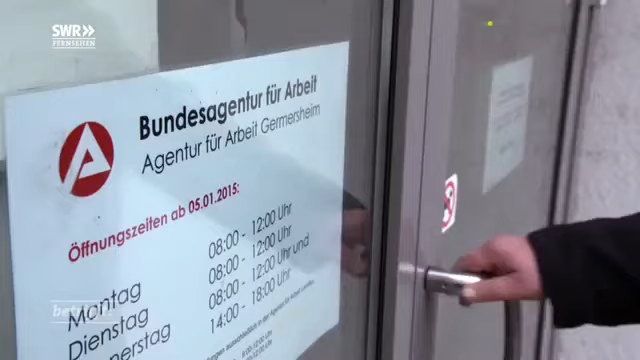 SWR»
FERNSEHEN
Bundesagentur für Arbeit
Agentur für Arbeit Germersheim
Öffnungszeiten ab 05.01.2015:
Montag 08:00 - 12:00 Uhr
Dienstag 08:00 - 12:00 Uhr
08:00 - 12:00 Uhr und
14:00 - 18:00 Uhr